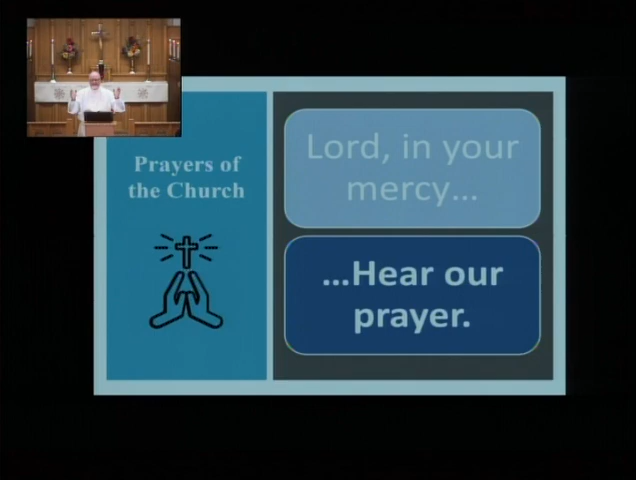 Prayers of
the Church
Lord, in your
mercy...
...Hear our
prayer.